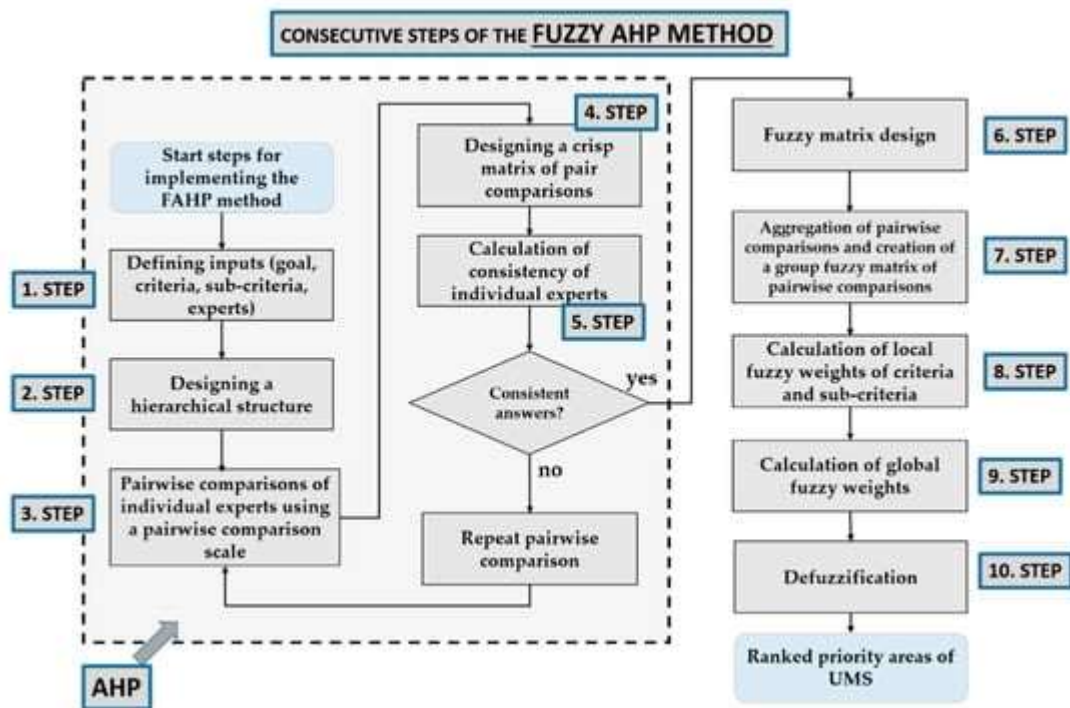 CONSECUTIVE STEPS OF THE FUZZY AHP METHOD
Start steps for
implementing the
FAHP method
1. STEP
Defining inputs (goal,
criteria, sub-criteria,
experts)
2. STEP
Designing a
hierarchical structure
3. STEP
Pairwise comparisons of
individual experts using
a pairwise comparison
scale
4. STEP
Designing a crisp
matrix of pair
comparisons
Calculation of
consistency of
individual experts
5. STEP
Consistent
answers?
yes
no
Repeat pairwise
comparison
AHP
Fuzzy matrix design
6. STEP
Aggregation of pairwise
comparisons and creation of
a group fuzzy matrix of
pairwise comparisons
7. STEP
Calculation of local
fuzzy weights of criteria
and sub-criteria
8. STEP
Calculation of global
fuzzy weights
9. STEP
Defuzzification
10. STEP
Ranked priority areas of
UMS